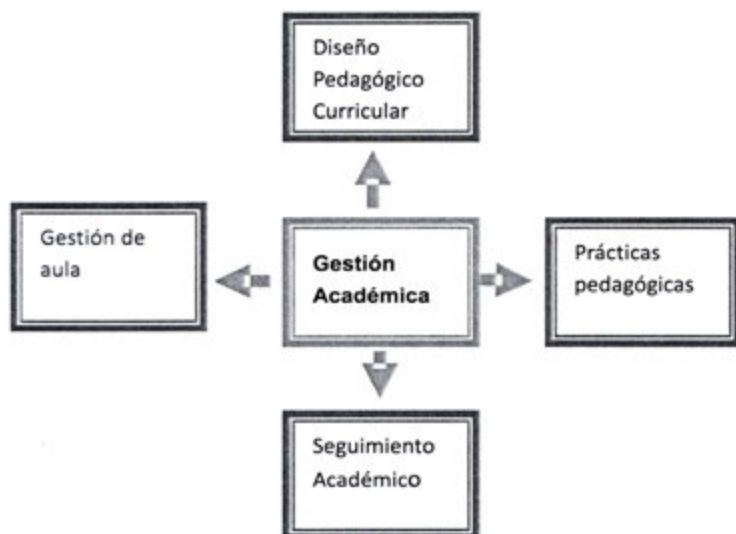 Diseño
Pedagógico
Curricular
Gestión de
aula
Gestión
Académica
Prácticas
pedagógicas
Seguimiento
Académico